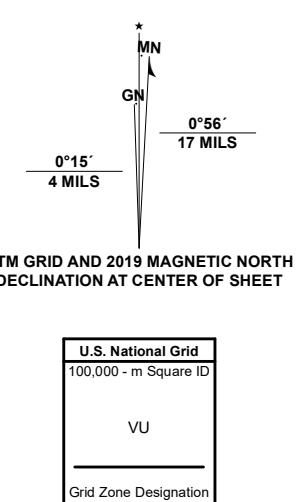 MN
GN
0°56´
17 MILS
0°15´
4 MILS
TM GRID AND 2019 MAGNETIC NORTH
DECLINATION AT CENTER OF SHEET
U.S. National Grid
100,000 - m Square ID
VU
Grid Zone Designation